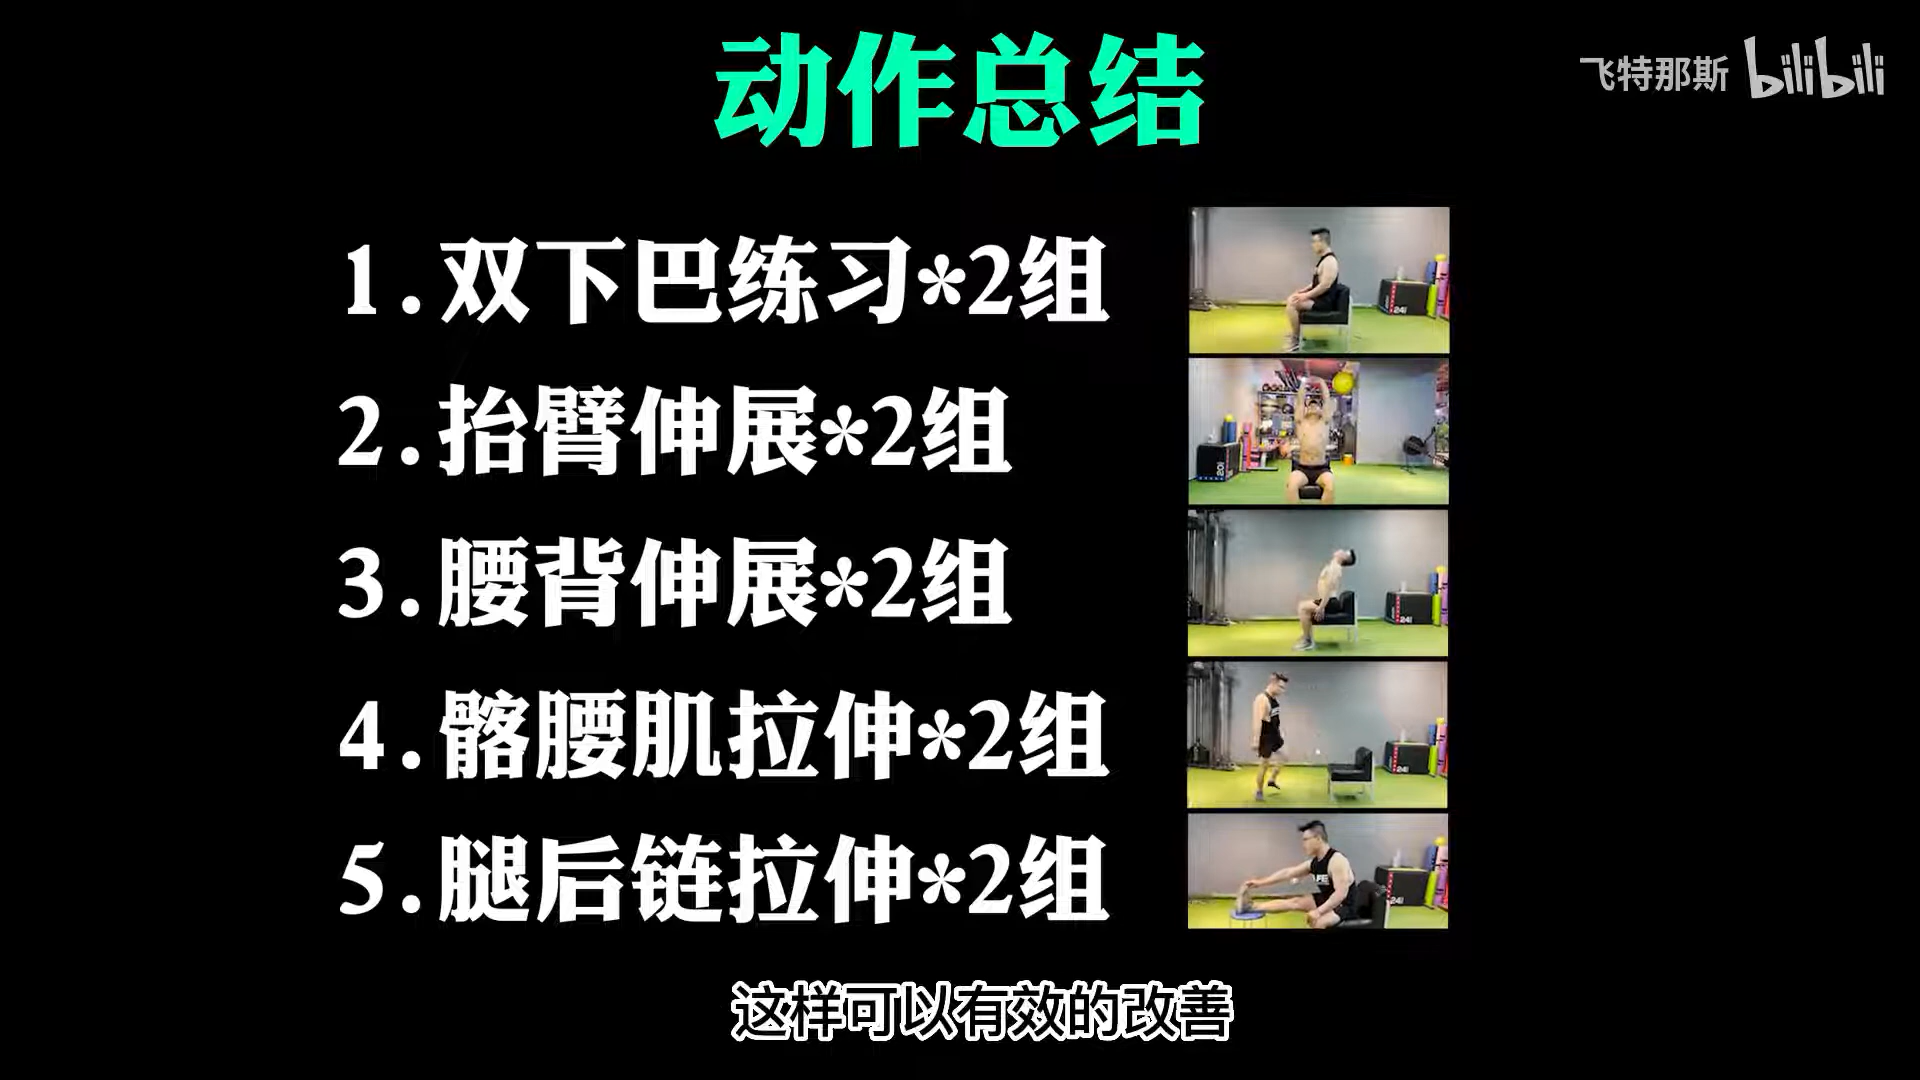 动作总结
飞特那斯 bilibili
1.双下巴练习*2组
2.抬臂伸展*2组
3.腰背伸展*2组
4.髂腰肌拉伸*2组
5.腿后链拉伸*2组
这样可以有效的改善